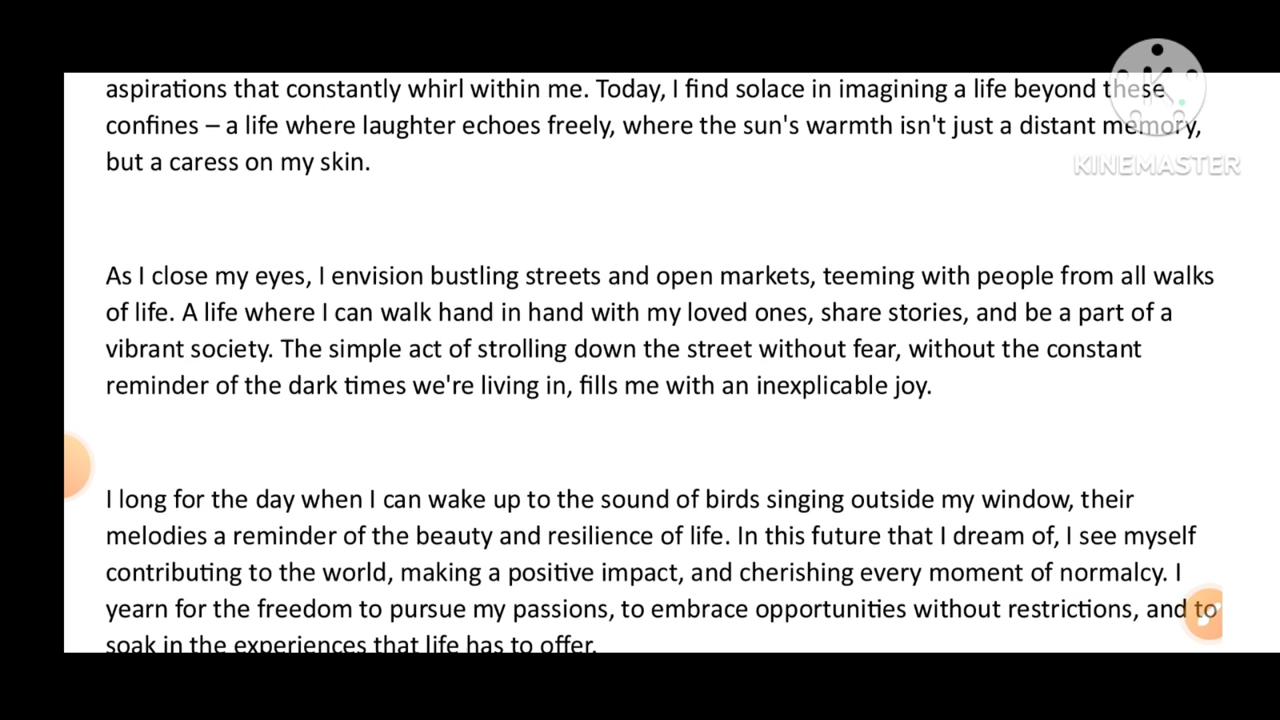 aspirations that constantly whirl within me. Today, I find solace in imagining a life beyond these
confines – a life where laughter echoes freely, where the sun's warmth isn't just a distant memory,
but a caress on my skin.
KINEMASTER
As I close my eyes, I envision bustling streets and open markets, teeming with people from all walks
of life. A life where I can walk hand in hand with my loved ones, share stories, and be a part of a
vibrant society. The simple act of strolling down the street without fear, without the constant
reminder of the dark times we're living in, fills me with an inexplicable joy.
I long for the day when I can wake up to the sound of birds singing outside my window, their
melodies a reminder of the beauty and resilience of life. In this future that I dream of, I see myself
contributing to the world, making a positive impact, and cherishing every moment of normalcy. I
yearn for the freedom to pursue my passions, to embrace opportunities without restrictions, and to
soak in the experiences that life has to offer.